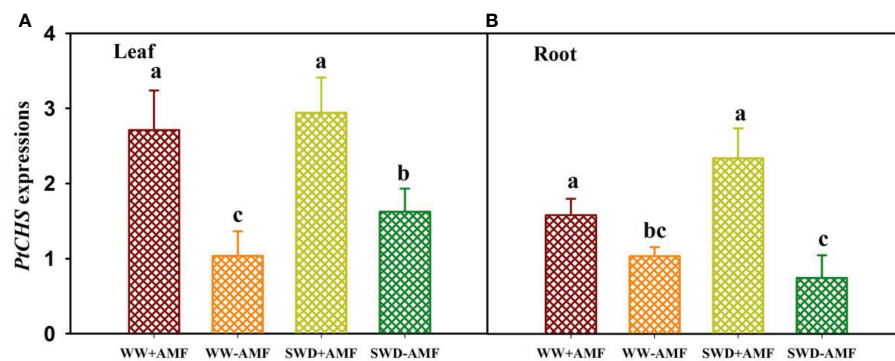 A
B
PtCHS expressions
4
3
2
1
0
Leaf
a
c
a
b
Root
a
bc
a
c
WW+AMF WW-AMF SWD+AMF SWD-AMF
WW+AMF WW-AMF SWD+AMF SWD-AMF